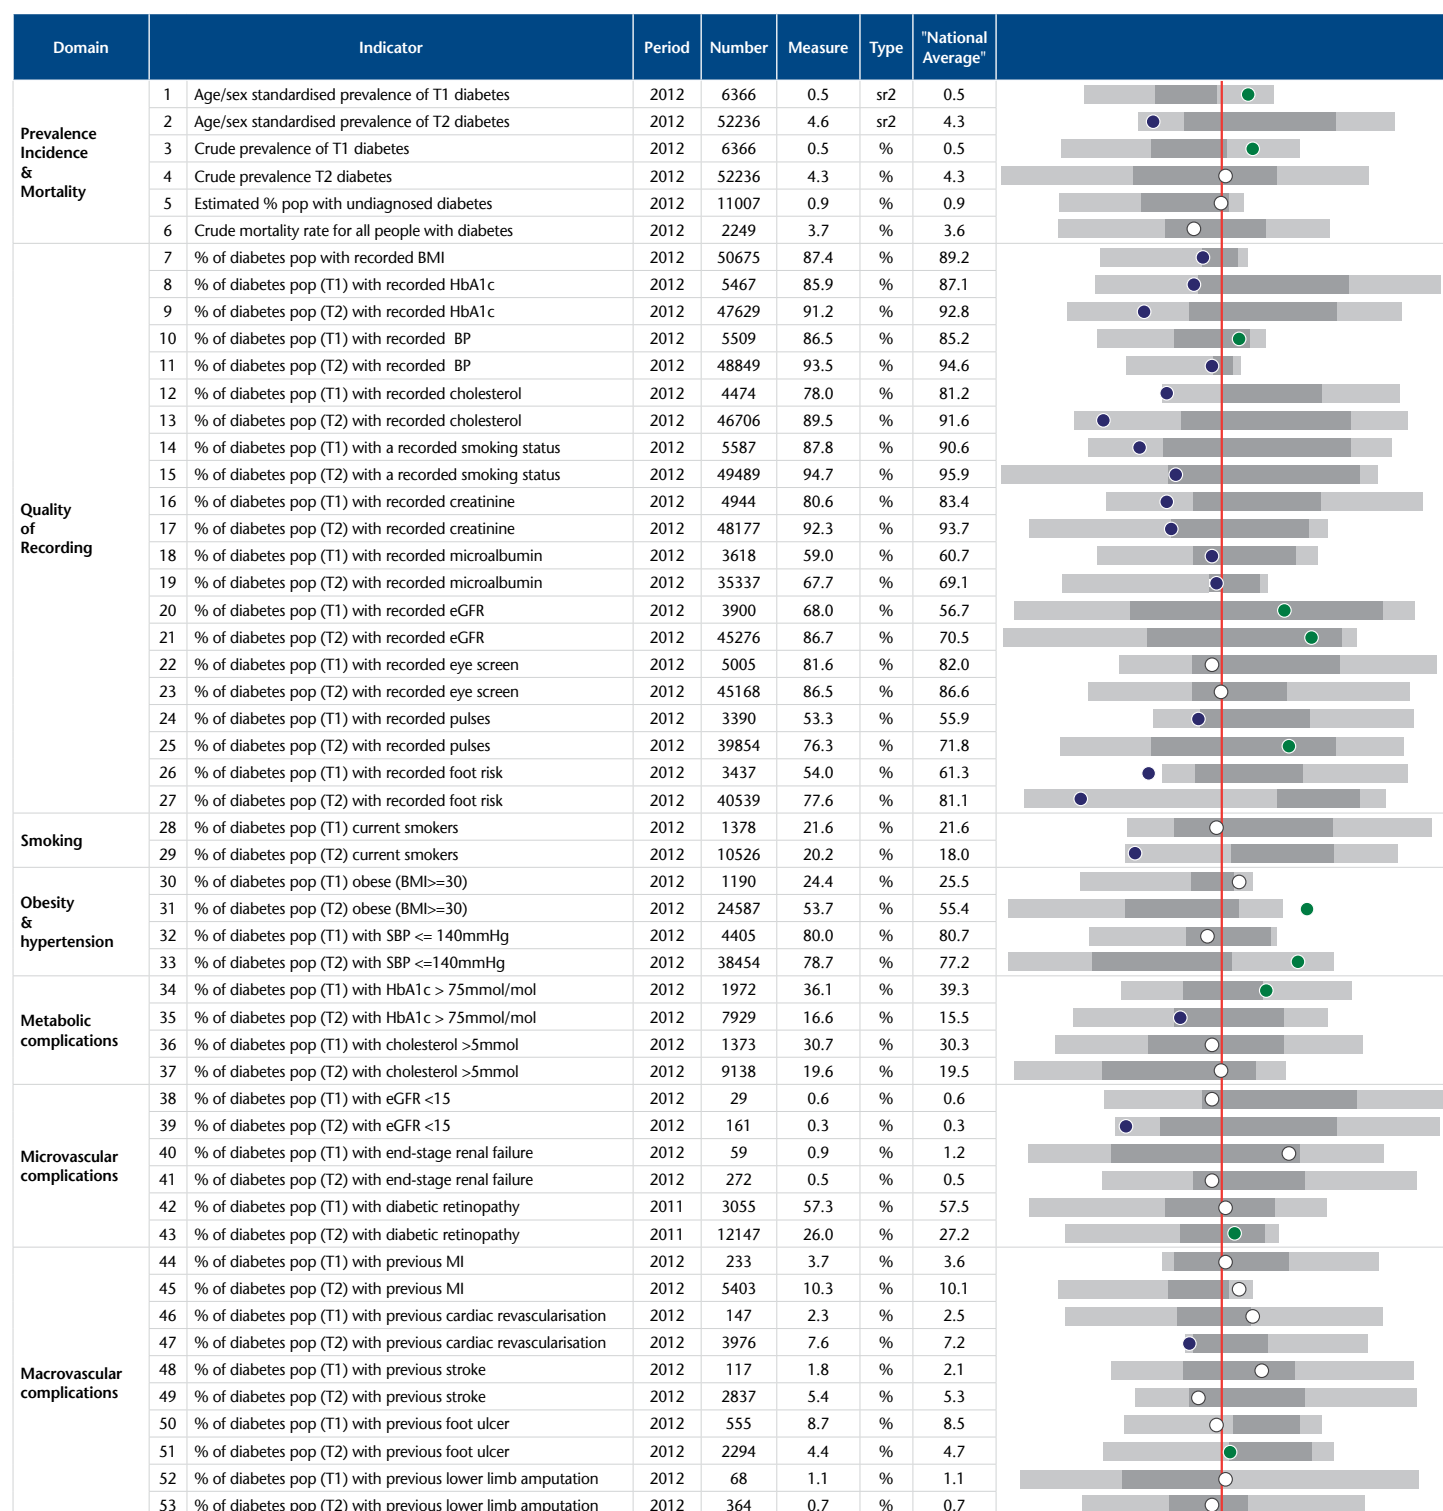 Domain Indicator Period Number Measure Type "National Average"
Prevalence Incidence & Mortality
1 Age/sex standardised prevalence of T1 diabetes 2012 6366 0.5 sr2 0.5
2 Age/sex standardised prevalence of T2 diabetes 2012 52236 4.6 sr2 4.3
3 Crude prevalence of T1 diabetes 2012 6366 0.5 % 0.5
4 Crude prevalence T2 diabetes 2012 52236 4.3 % 4.3
5 Estimated % pop with undiagnosed diabetes 2012 11007 0.9 % 0.9
6 Crude mortality rate for all people with diabetes 2012 2249 3.7 % 3.6
Quality of Recording
7 % of diabetes pop with recorded BMI 2012 50675 87.4 % 89.2
8 % of diabetes pop (T1) with recorded HbA1c 2012 5467 85.9 % 87.1
9 % of diabetes pop (T2) with recorded HbA1c 2012 47629 91.2 % 92.8
10 % of diabetes pop (T1) with recorded BP 2012 5509 86.5 % 85.2
11 % of diabetes pop (T2) with recorded BP 2012 48849 93.5 % 94.6
12 % of diabetes pop (T1) with recorded cholesterol 2012 4474 78.0 % 81.2
13 % of diabetes pop (T2) with recorded cholesterol 2012 46706 89.5 % 91.6
14 % of diabetes pop (T1) with a recorded smoking status 2012 5587 87.8 % 90.6
15 % of diabetes pop (T2) with a recorded smoking status 2012 49489 94.7 % 95.9
16 % of diabetes pop (T1) with recorded creatinine 2012 4944 80.6 % 83.4
17 % of diabetes pop (T2) with recorded creatinine 2012 48177 92.3 % 93.7
18 % of diabetes pop (T1) with recorded microalbumin 2012 3618 59.0 % 60.7
19 % of diabetes pop (T2) with recorded microalbumin 2012 35337 67.7 % 69.1
20 % of diabetes pop (T1) with recorded eGFR 2012 3900 68.0 % 56.7
21 % of diabetes pop (T2) with recorded eGFR 2012 45276 86.7 % 70.5
22 % of diabetes pop (T1) with recorded eye screen 2012 5005 81.6 % 82.0
23 % of diabetes pop (T2) with recorded eye screen 2012 45168 86.5 % 86.6
24 % of diabetes pop (T1) with recorded pulses 2012 3390 53.3 % 55.9
25 % of diabetes pop (T2) with recorded pulses 2012 39854 76.3 % 71.8
26 % of diabetes pop (T1) with recorded foot risk 2012 3437 54.0 % 61.3
27 % of diabetes pop (T2) with recorded foot risk 2012 40539 77.6 % 81.1
Smoking
28 % of diabetes pop (T1) current smokers 2012 1378 21.6 % 21.6
29 % of diabetes pop (T2) current smokers 2012 10526 20.2 % 18.0
Obesity & hypertension
30 % of diabetes pop (T1) obese (BMI>=30) 2012 1190 24.4 % 25.5
31 % of diabetes pop (T2) obese (BMI>=30) 2012 24587 53.7 % 55.4
32 % of diabetes pop (T1) with SBP <= 140mmHg 2012 4405 80.0 % 80.7
33 % of diabetes pop (T2) with SBP <=140mmHg 2012 38454 78.7 % 77.2
Metabolic complications
34 % of diabetes pop (T1) with HbA1c > 75mmol/mol 2012 1972 36.1 % 39.3
35 % of diabetes pop (T2) with HbA1c > 75mmol/mol 2012 7929 16.6 % 15.5
36 % of diabetes pop (T1) with cholesterol >5mmol 2012 1373 30.7 % 30.3
37 % of diabetes pop (T2) with cholesterol >5mmol 2012 9138 19.6 % 19.5
Microvascular complications
38 % of diabetes pop (T1) with eGFR <15 2012 29 0.6 % 0.6
39 % of diabetes pop (T2) with eGFR <15 2012 161 0.3 % 0.3
40 % of diabetes pop (T1) with end-stage renal failure 2012 59 0.9 % 1.2
41 % of diabetes pop (T2) with end-stage renal failure 2012 272 0.5 % 0.5
42 % of diabetes pop (T1) with diabetic retinopathy 2011 3055 57.3 % 57.5
43 % of diabetes pop (T2) with diabetic retinopathy 2011 12147 26.0 % 27.2
Macrovascular complications
44 % of diabetes pop (T1) with previous MI 2012 233 3.7 % 3.6
45 % of diabetes pop (T2) with previous MI 2012 5403 10.3 % 10.1
46 % of diabetes pop (T1) with previous cardiac revascularisation 2012 147 2.3 % 2.5
47 % of diabetes pop (T2) with previous cardiac revascularisation 2012 3976 7.6 % 7.2
48 % of diabetes pop (T1) with previous stroke 2012 117 1.8 % 2.1
49 % of diabetes pop (T2) with previous stroke 2012 2837 5.4 % 5.3
50 % of diabetes pop (T1) with previous foot ulcer 2012 555 8.7 % 8.5
51 % of diabetes pop (T2) with previous foot ulcer 2012 2294 4.4 % 4.7
52 % of diabetes pop (T1) with previous lower limb amputation 2012 68 1.1 % 1.1
53 % of diabetes pop (T2) with previous lower limb amputation 2012 364 0.7 % 0.7